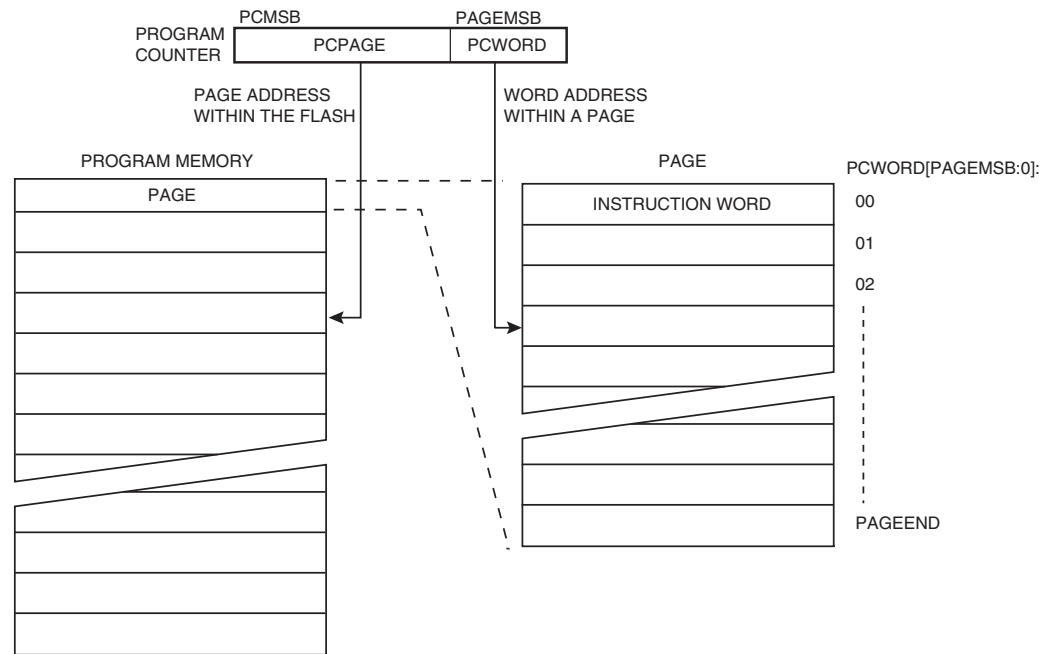 PCMSB
PAGEMSB
PROGRAM
COUNTER
PCPAGE
PCWORD
PAGE ADDRESS
WITHIN THE FLASH
WORD ADDRESS
WITHIN A PAGE
PROGRAM MEMORY
PAGE
PAGE
PCWORD[PAGEMSB:0]:
INSTRUCTION WORD
00
01
02
PAGEEND